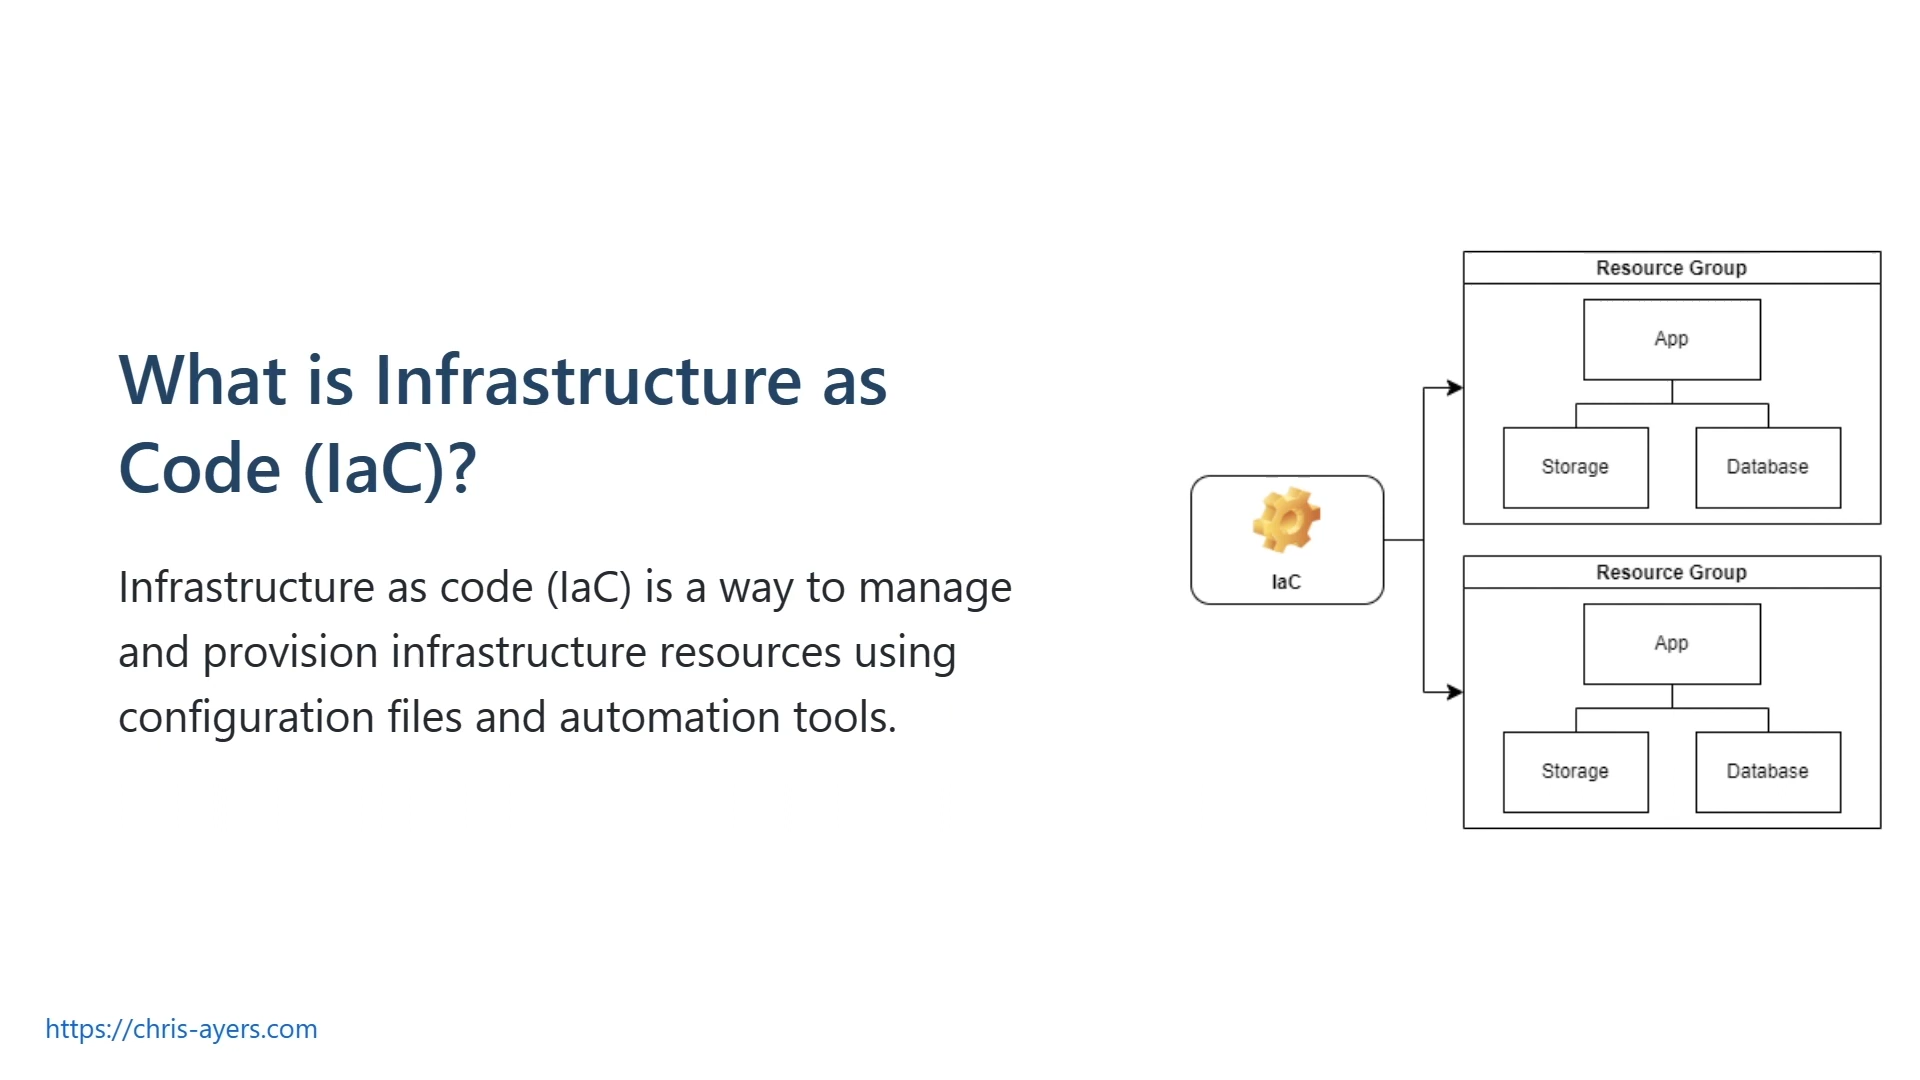 What is Infrastructure as
Code (IaC)?
Infrastructure as code (IaC) is a way to manage
and provision infrastructure resources using
configuration files and automation tools.
IaC
Resource Group
App
Storage
Database
Resource Group
App
Storage
Database
https://chris-ayers.com